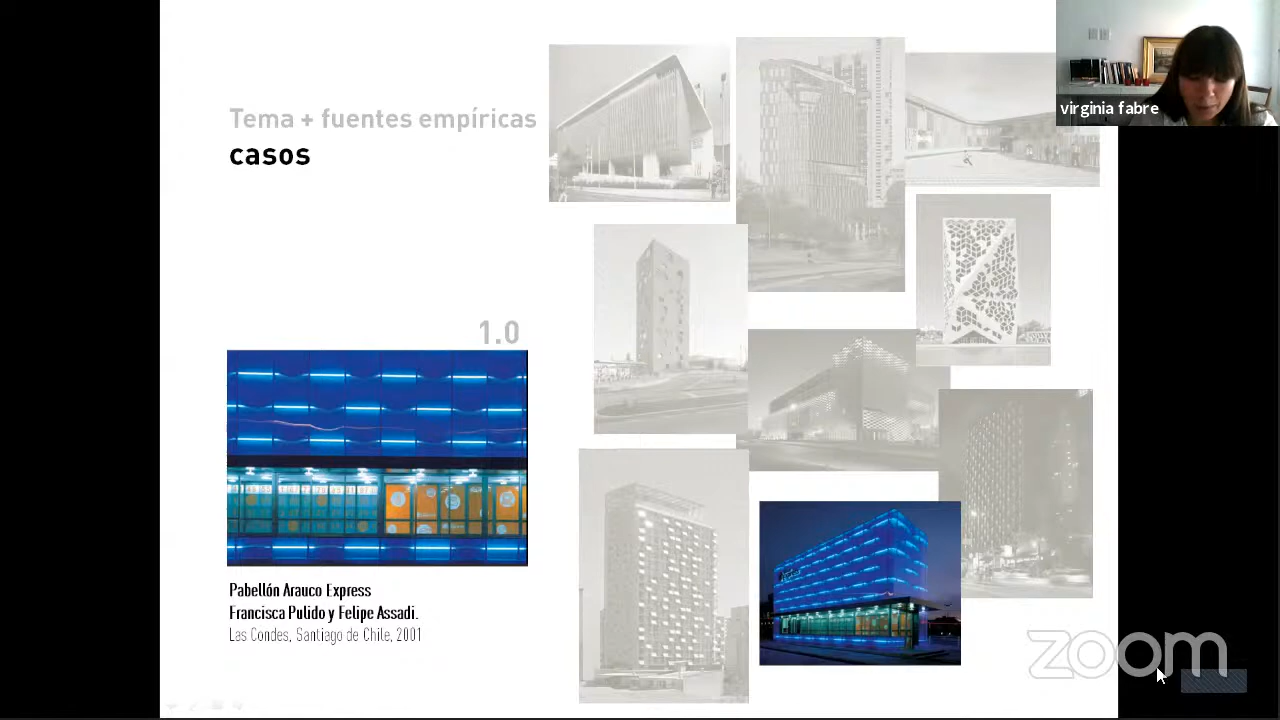 Tema + fuentes empíricas
casos
virginia fabre
1.0
Pabellón Arauco Express
Francisca Pulido y Felipe Assadi.
Las Condes, Santiago de Chile, 2001
zoom